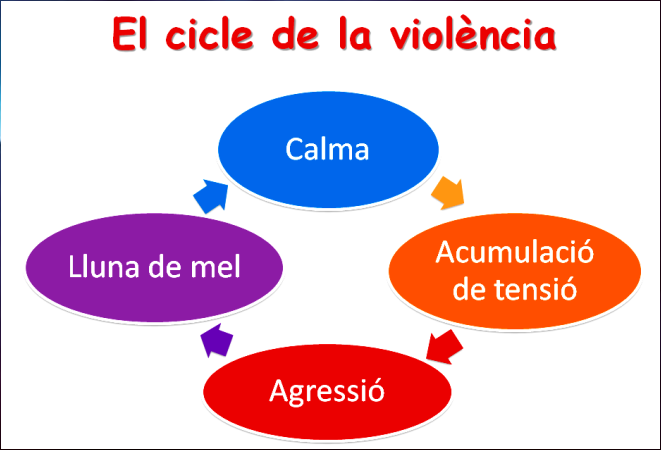 El cicle de la violència
Calma
Acumulació
de tensió
Agressió
Lluna de mel